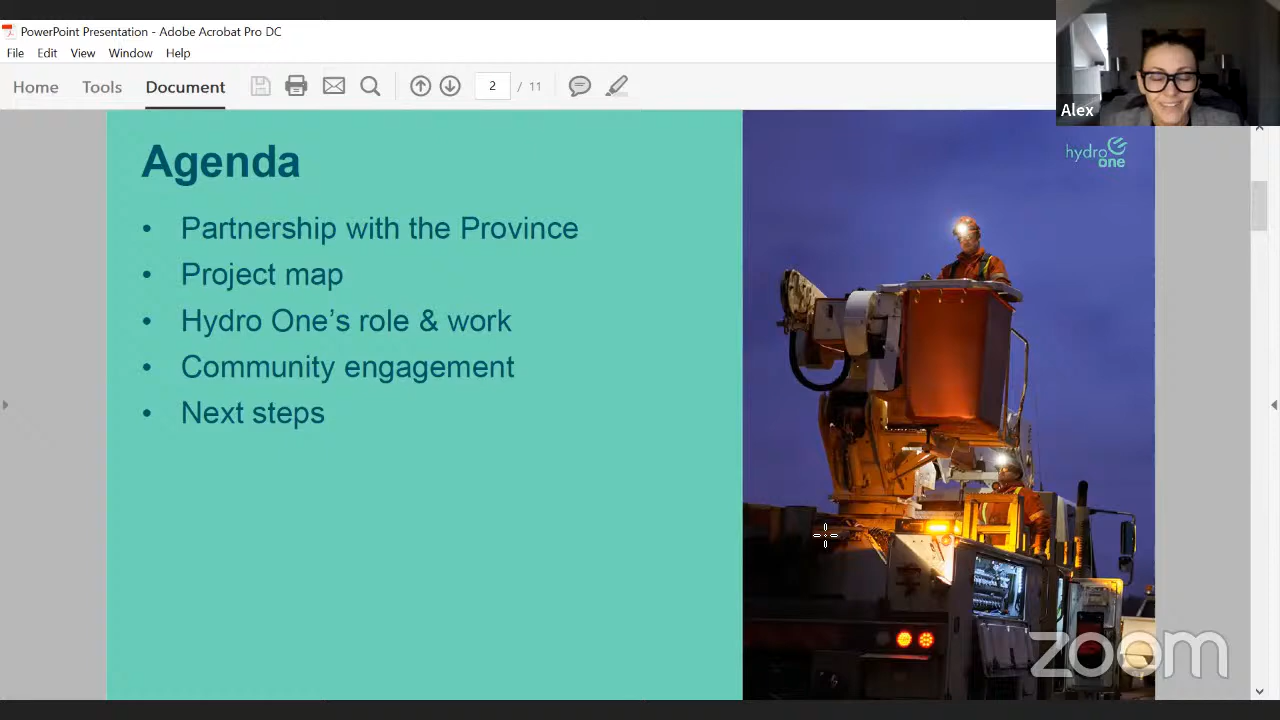 PowerPoint Presentation - Adobe Acrobat Pro DC
File Edit View Window Help
Home Tools Document 2 / 11
Alex
hydro
one
Agenda
• Partnership with the Province
• Project map
• Hydro One’s role & work
• Community engagement
• Next steps
zoom